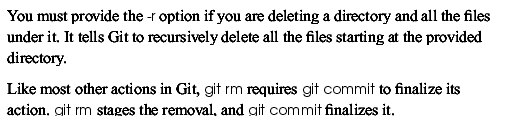 You must provide the -r option if you are deleting a directory and all the files
under it. It tells Git to recursively delete all the files starting at the provided
directory.
Like most other actions in Git, git rm requires git commit to finalize its
action. git rm stages the removal, and git commit finalizes it.